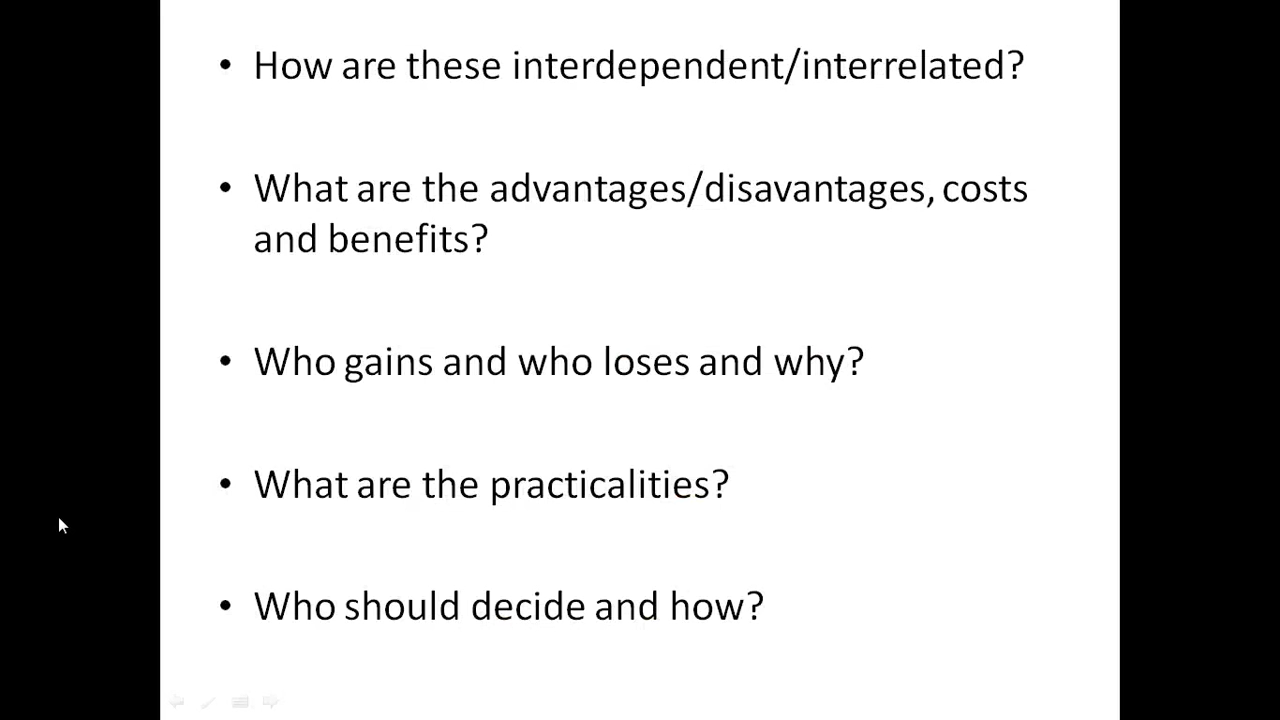 • How are these interdependent/interrelated?
• What are the advantages/disavantages, costs
and benefits?
• Who gains and who loses and why?
• What are the practicalities?
• Who should decide and how?